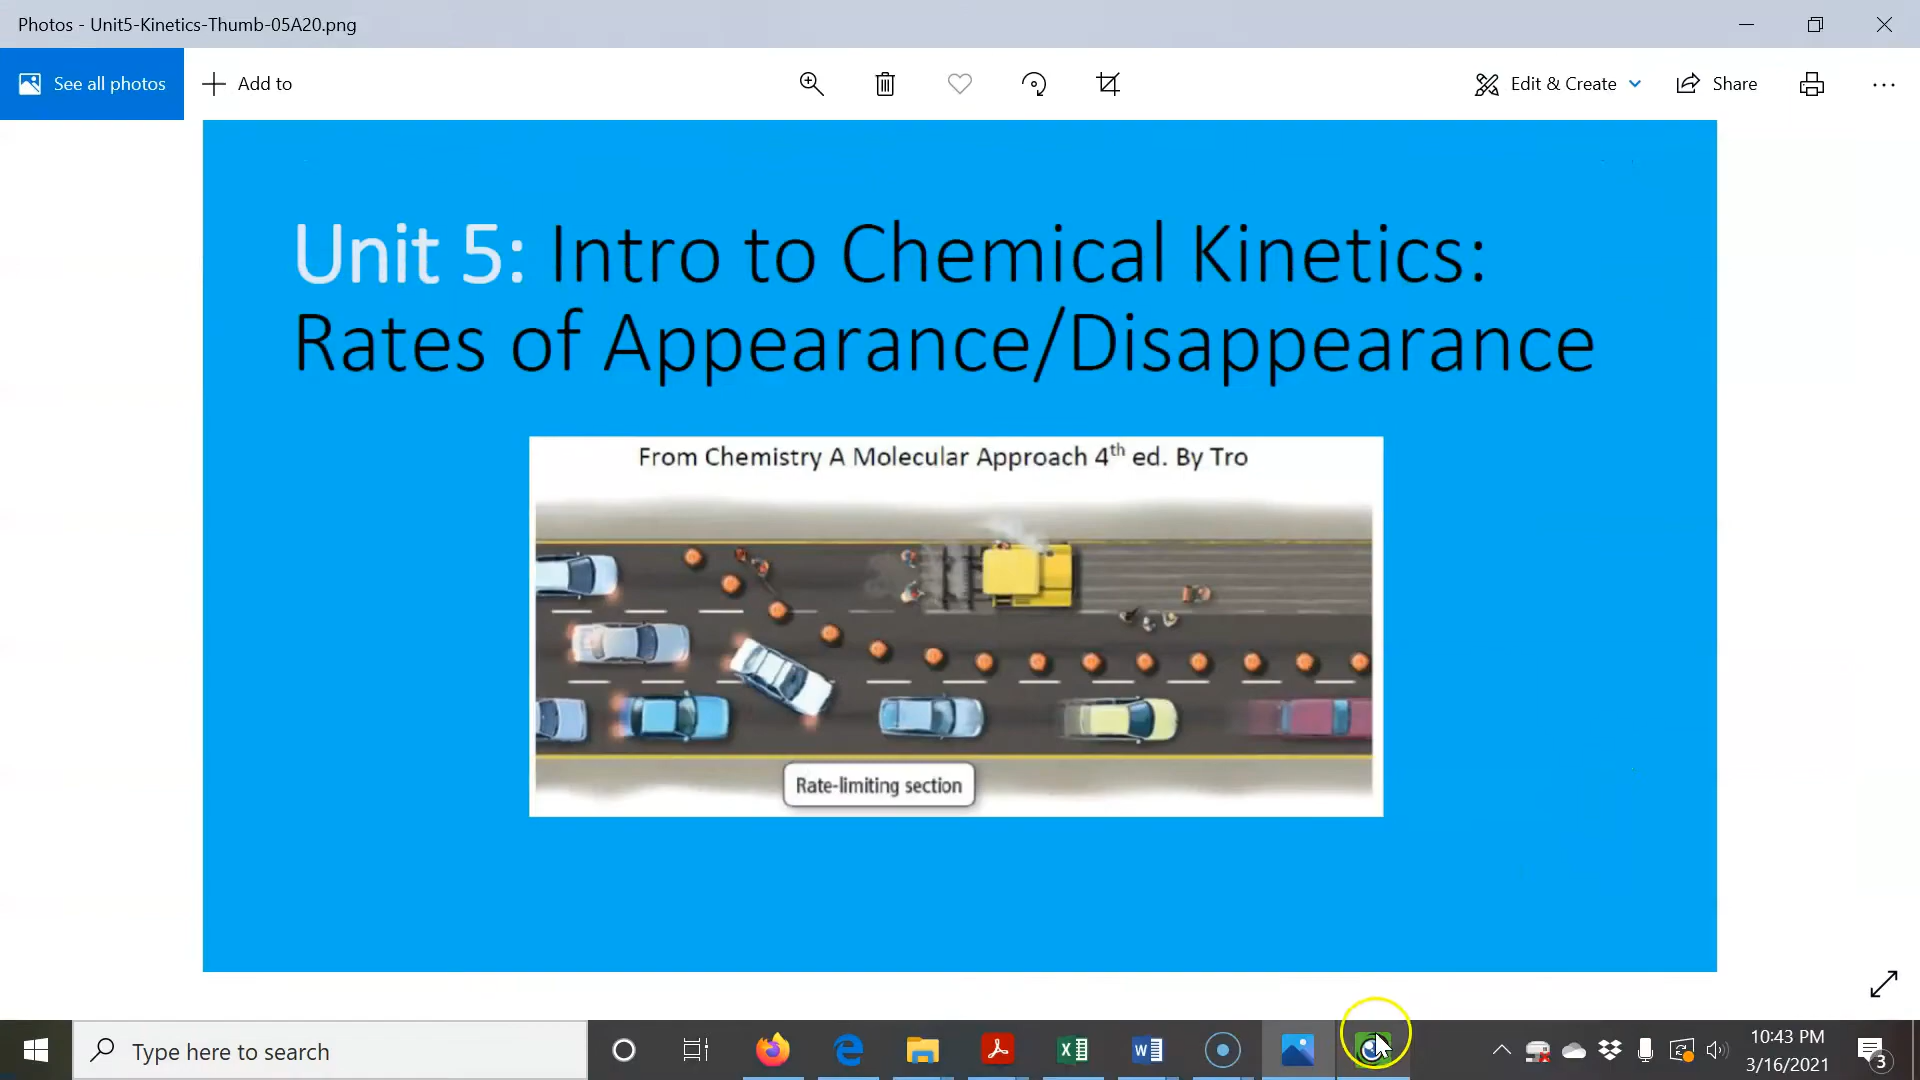 Photos - Unit5-Kinetics-Thumb-05A20.png
See all photos
Add to
Edit & Create
Share
Unit 5: Intro to Chemical Kinetics:
Rates of Appearance/Disappearance
From Chemistry A Molecular Approach 4th ed. By Tro
Rate-limiting section
Type here to search
10:43 PM
3/16/2021
3